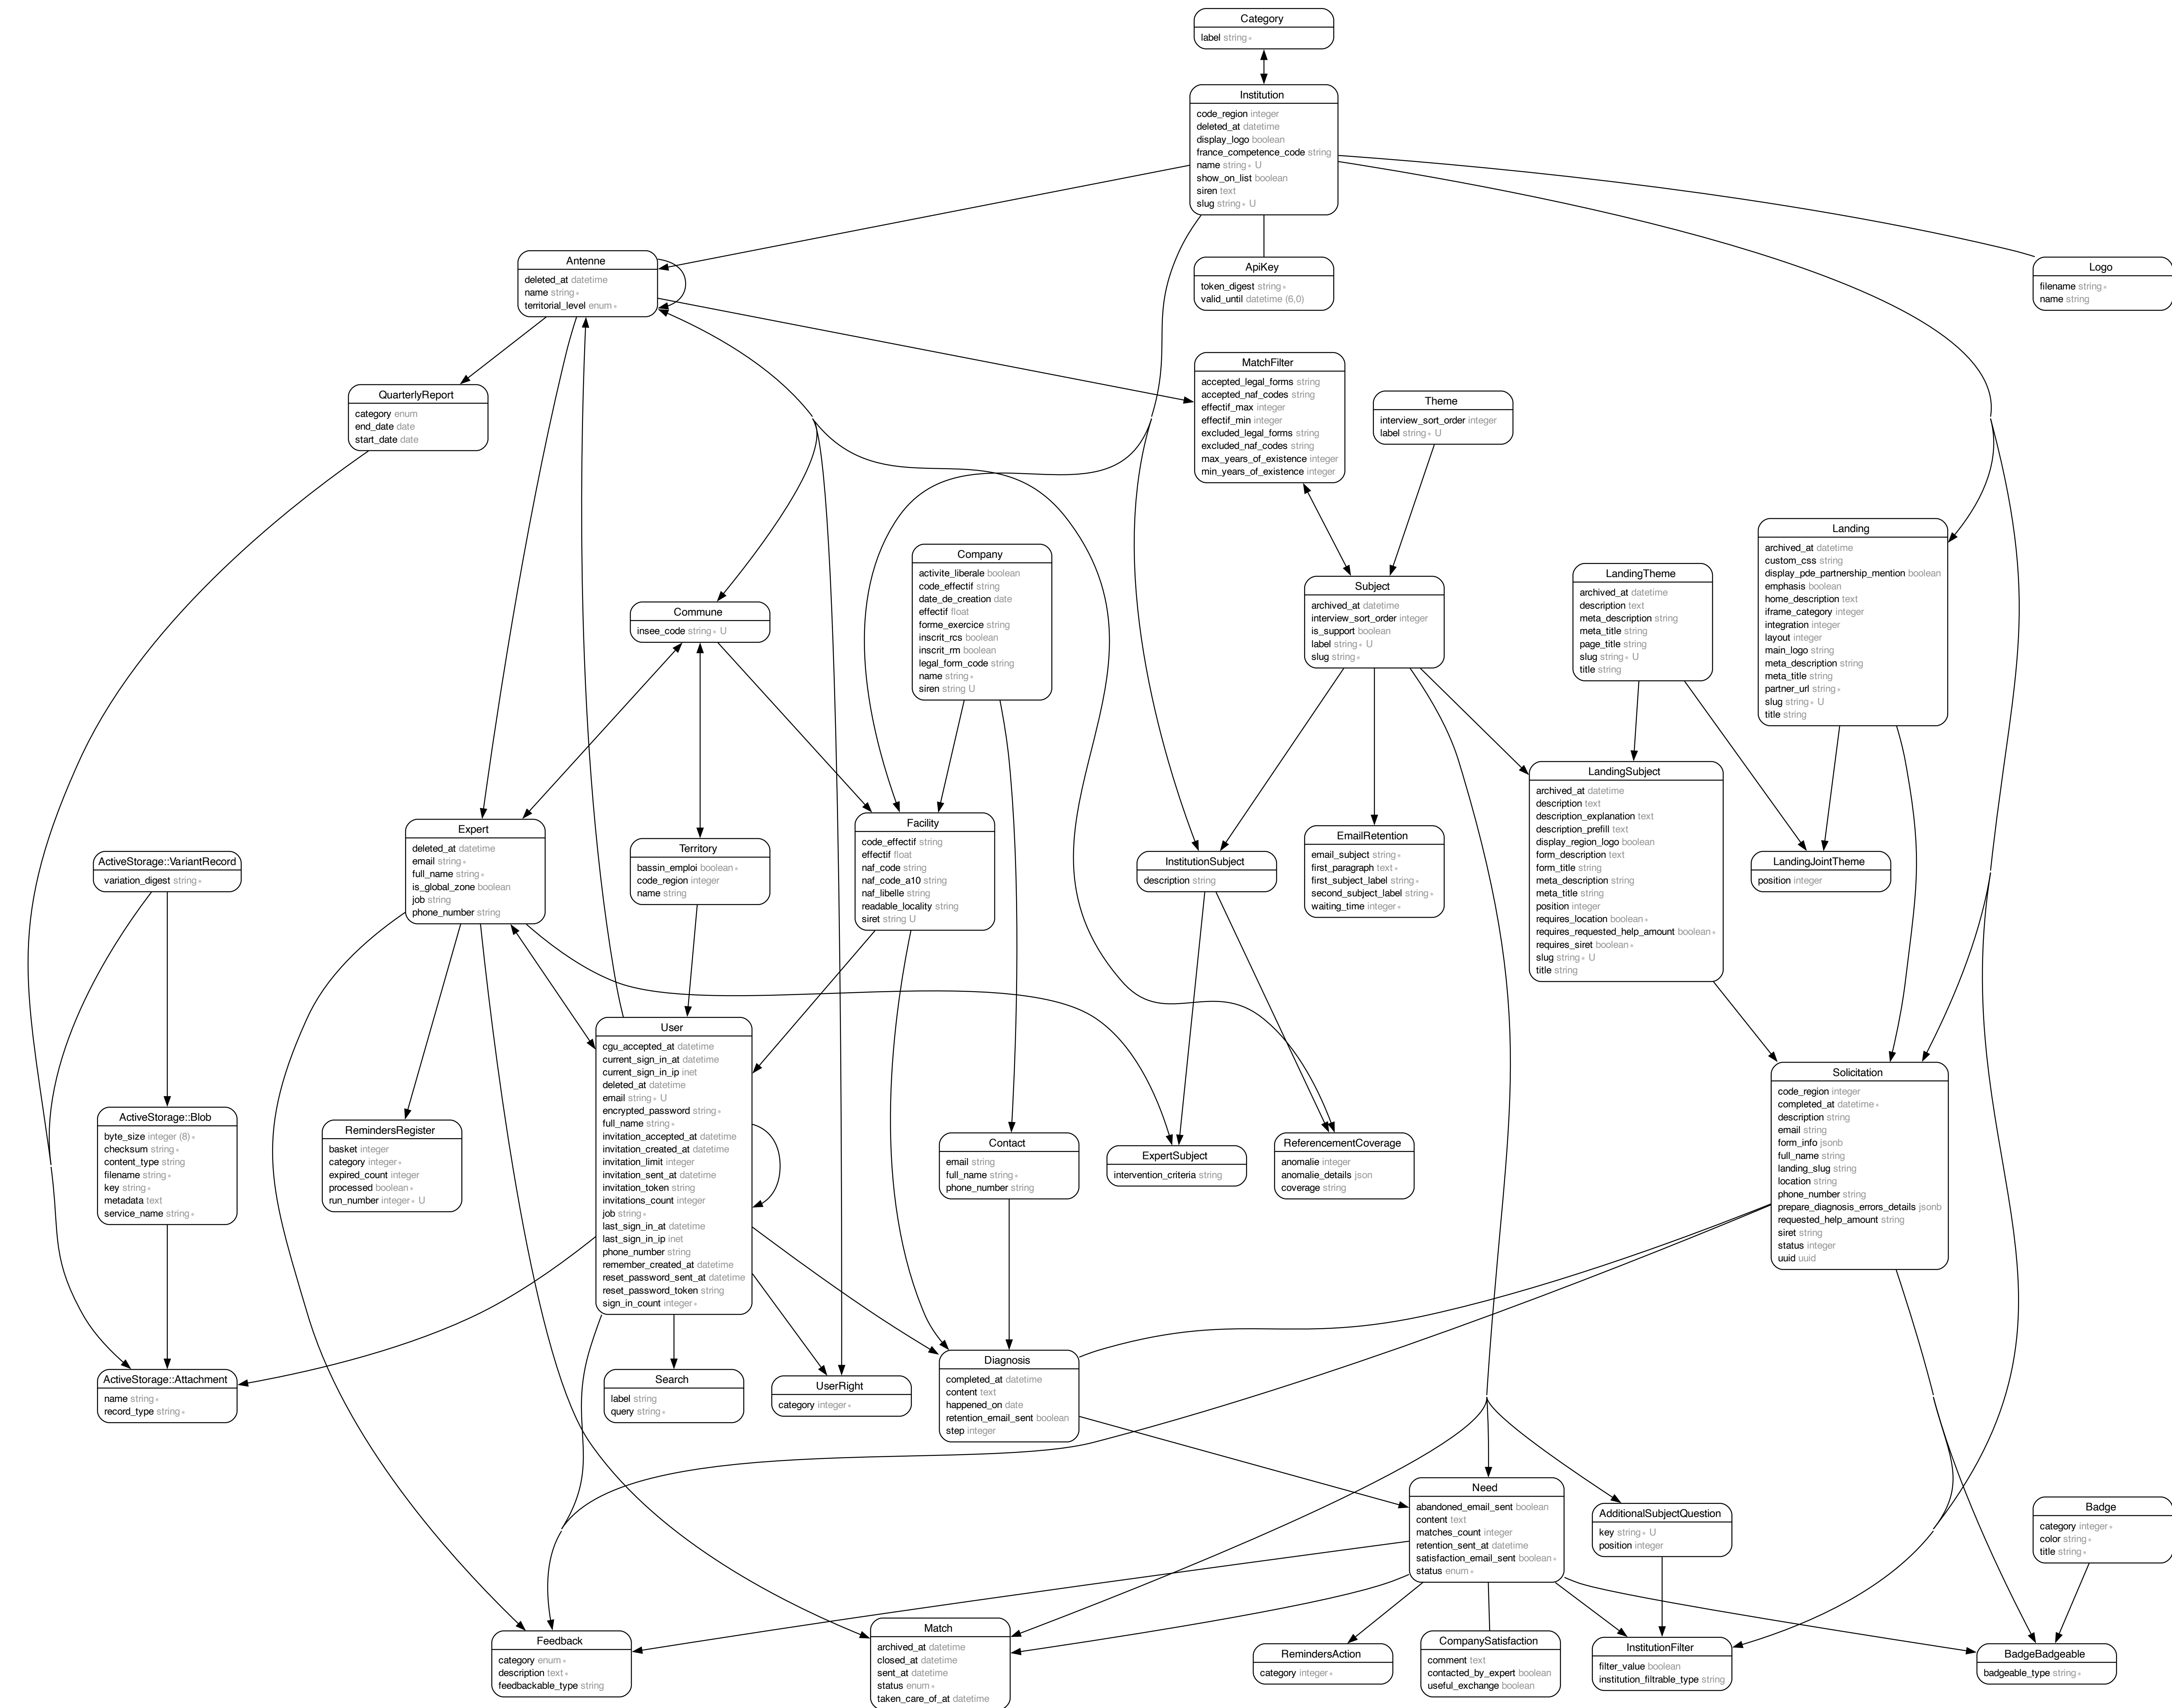 Category
label string*
Institution
code_region integer
deleted_at datetime
display_logo boolean
france_competence_code string
name string* U
show_on_list boolean
siren text
slug string* U
Antenne
deleted_at datetime
name string*
territorial_level enum*
ApiKey
token_digest string*
valid_until datetime (6,0)
Logo
filename string*
name string
QuarterlyReport
category enum
end_date date
start_date date
MatchFilter
accepted_legal_forms string
accepted_naf_codes string
effectif_max integer
effectif_min integer
excluded_legal_forms string
excluded_naf_codes string
max_years_of_existence integer
min_years_of_existence integer
Theme
interview_sort_order integer
label string* U
Company
activite_liberale boolean
code_effectif string
date_de_creation date
effectif float
forme_exercice string
inscrit_rcs boolean
inscrit_rm boolean
legal_form_code string
name string*
siren string U
Commune
insee_code string* U
Subject
archived_at datetime
interview_sort_order integer
is_support boolean
label string* U
slug string*
LandingTheme
archived_at datetime
description text
meta_description string
meta_title string
page_title string
slug string* U
title string
Landing
archived_at datetime
custom_css string
display_pde_partnership_mention boolean
emphasis boolean
home_description text
iframe_category integer
integration integer
layout integer
main_logo string
meta_description string
meta_title string
partner_url string*
slug string* U
title string
ActiveStorage::VariantRecord
variation_digest string*
Expert
deleted_at datetime
email string*
full_name string*
is_global_zone boolean
job string
phone_number string
Territory
bassin_emploi boolean*
code_region integer
name string
Facility
code_effectif string
effectif float
naf_code string
naf_code_a10 string
naf_libelle string
readable_locality string
siret string U
InstitutionSubject
description string
EmailRetention
email_subject string*
first_paragraph text*
first_subject_label string*
second_subject_label string*
waiting_time integer*
LandingSubject
archived_at datetime
description text
description_explanation text
description_prefill text
display_region_logo boolean
form_description text
form_title string
meta_description string
meta_title string
position integer
requires_location boolean*
requires_requested_help_amount boolean*
requires_siret boolean*
slug string* U
title string
LandingJointTheme
position integer
ActiveStorage::Blob
byte_size integer (8)*
checksum string*
content_type string
filename string*
key string*
metadata text
service_name string*
RemindersRegister
basket integer
category integer*
expired_count integer
processed boolean*
run_number integer* U
User
cgu_accepted_at datetime
current_sign_in_at datetime
current_sign_in_ip inet
deleted_at datetime
email string* U
encrypted_password string*
full_name string*
invitation_accepted_at datetime
invitation_created_at datetime
invitation_limit integer
invitation_sent_at datetime
invitation_token string
invitations_count integer
job string*
last_sign_in_at datetime
last_sign_in_ip inet
phone_number string
remember_created_at datetime
reset_password_sent_at datetime
reset_password_token string
sign_in_count integer*
Contact
email string
full_name string*
phone_number string
ExpertSubject
intervention_criteria string
ReferencementCoverage
anomalie integer
anomalie_details json
coverage string
Solicitation
code_region integer
completed_at datetime*
description string
email string
form_info jsonb
full_name string
landing_slug string
location string
phone_number string
prepare_diagnosis_errors_details jsonb
requested_help_amount string
siret string
status integer
uuid uuid
ActiveStorage::Attachment
name string*
record_type string*
Search
label string
query string*
UserRight
category integer*
Diagnosis
completed_at datetime
content text
happened_on date
retention_email_sent boolean
step integer
Need
abandoned_email_sent boolean
content text
matches_count integer
retention_sent_at datetime
satisfaction_email_sent boolean*
status enum*
AdditionalSubjectQuestion
key string* U
position integer
Badge
category integer*
color string*
title string*
Feedback
category enum*
description text*
feedbackable_type string
Match
archived_at datetime
closed_at datetime
sent_at datetime
status enum*
taken_care_of_at datetime
RemindersAction
category integer*
CompanySatisfaction
comment text
contacted_by_expert boolean
useful_exchange boolean
InstitutionFilter
filter_value boolean
institution_filtrable_type string
BadgeBadgeable
badgeable_type string*